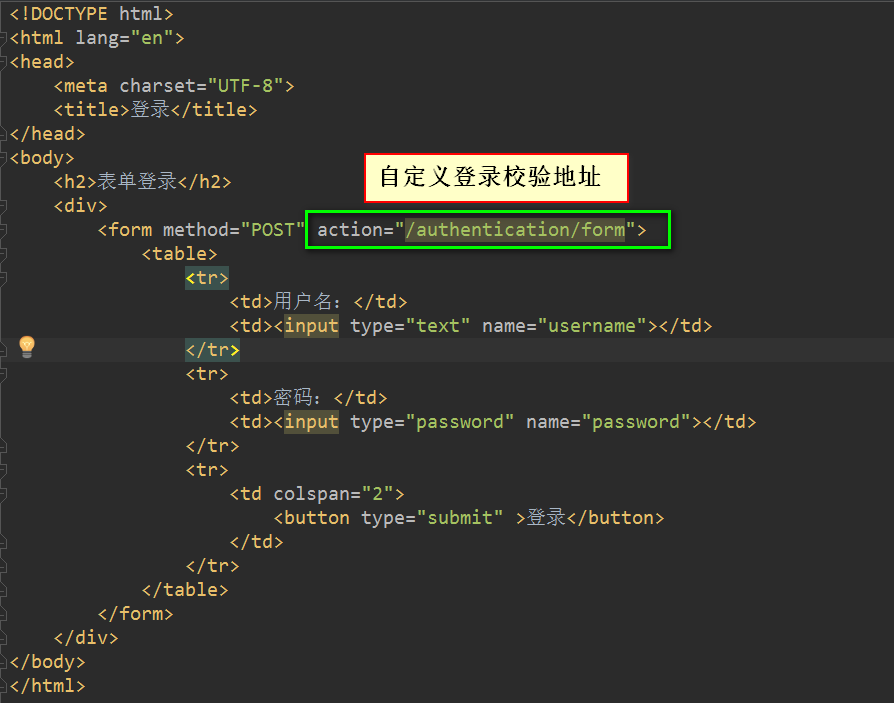 <!DOCTYPE html>
<html lang="en">
<head>
    <meta charset="UTF-8">
    <title>登录</title>
</head>
<body>
自定义登录校验地址
    <h2>表单登录</h2>
    <div>
        <form method="POST" action="/authentication/form">
            <table>
                <tr>
                    <td>用户名：</td>
                    <td><input type="text" name="username"></td>
                </tr>
                <tr>
                    <td>密码：</td>
                    <td><input type="password" name="password"></td>
                </tr>
                <tr>
                    <td colspan="2">
                        <button type="submit" >登录</button>
                    </td>
                </tr>
            </table>
        </form>
    </div>
</body>
</html>